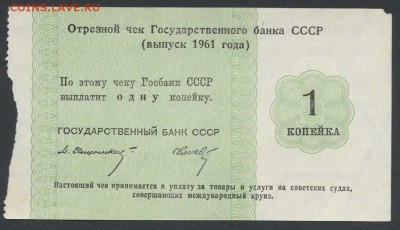 COINS.LAVE.RU
Отрезной чек Государственного банка СССР
(выпуск 1961 года)
По этому чеку Госбанк СССР
выплатит одну копейку.
1
КОПЕЙКА
ГОСУДАРСТВЕННЫЙ БАНК СССР
Настоящий чек принимается в уплату за товары и услуги на советских судах,
совершающих международный круиз.